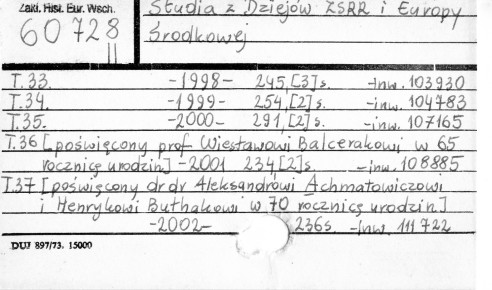 Zakł. Hist. Eur. Wsch.
60728
II
Studia z Dziejów ZSRR i Europy
Środkowej
T.33. -1998- 245,[3]s. -inw. 103930
T.34. -1999- 254,[2]s. -inw. 104783
T.35. -2000- 291,[2]s. -inw. 107165
T.36 [poświęcony prof. Wiesławowi Balcerakowi w 65
rocznicę urodzin] -2001 234[2]s -inw. 108885
T.37 [poświęcony dr dr Aleksandrowi Achmatowiczowi
i Henrykowi Bułhakowi w 70 rocznicę urodzin]
-2002- 236s -inw. 111722
DUJ 897/73. 15000